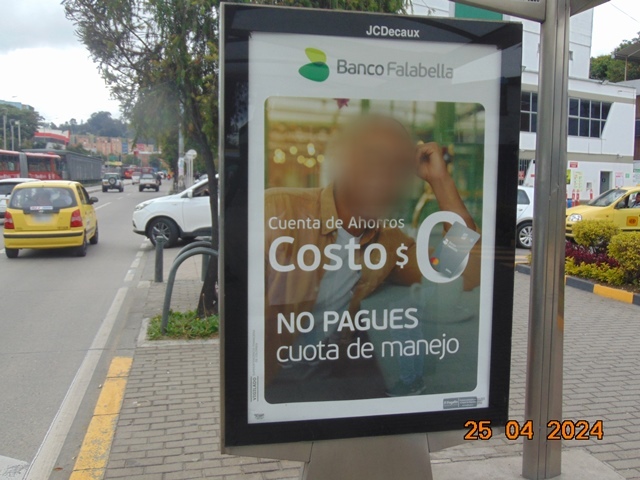 JCDecaux
Banco Falabella
Cuenta de Ahorros
Costo $0
NO PAGUES
cuota de manejo
25 04 2024